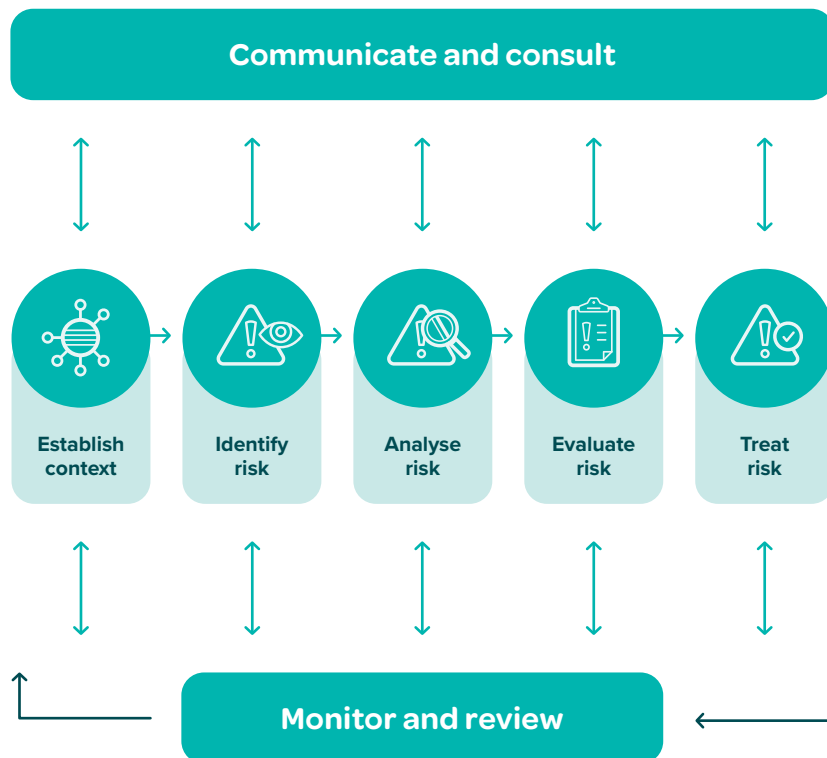 Communicate and consult
Establish
context
Identify
risk
Analyse
risk
Evaluate
risk
Treat
risk
Monitor and review